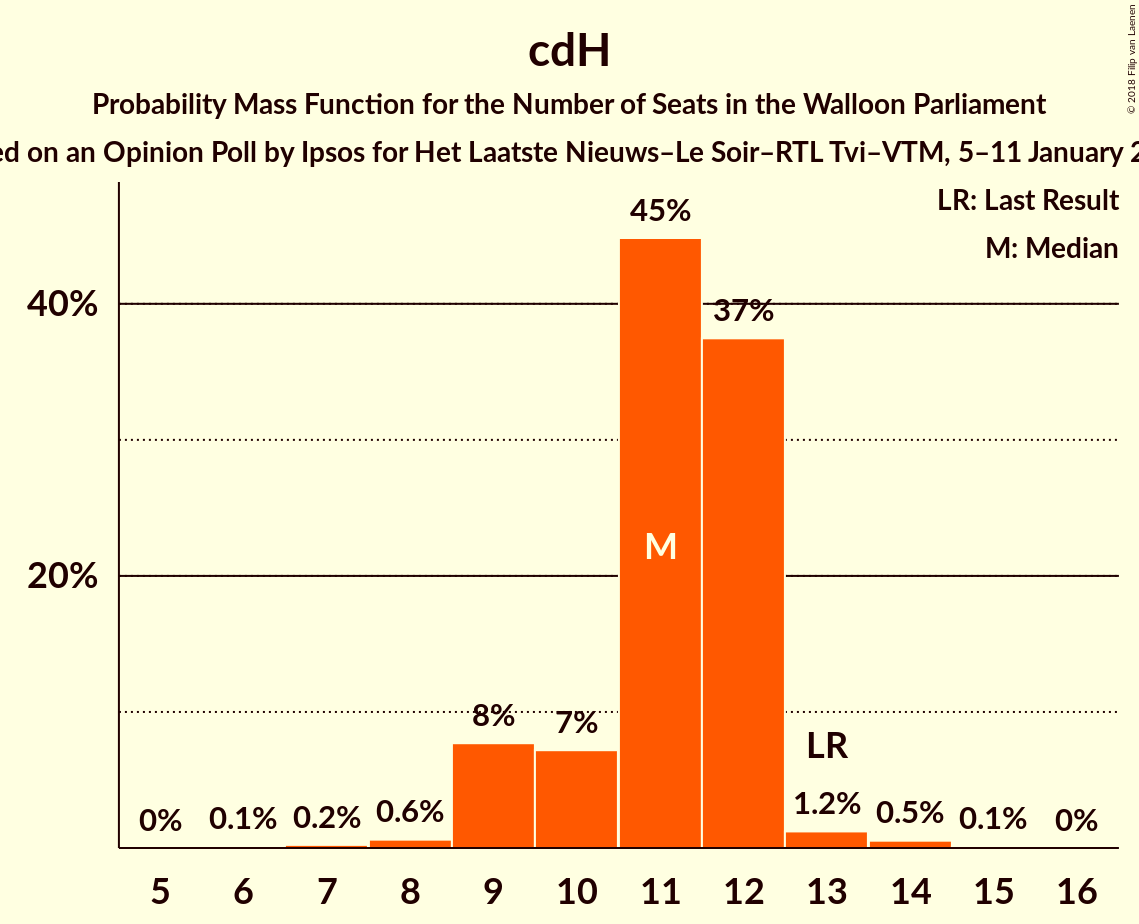 cdH
Probability Mass Function for the Number of Seats in the Walloon Parliament
on an Opinion Poll by Ipsos for Het Laatste Nieuws–Le Soir–RTL Tvi–VTM, 5–11 January
© 2018 Filip van Laenen
LR: Last Result
M: Median
40%
20%
0%
0.1%
0.2%
0.6%
8%
7%
45%
37%
1.2%
0.5%
0.1%
0%
M
LR
5 6 7 8 9 10 11 12 13 14 15 16